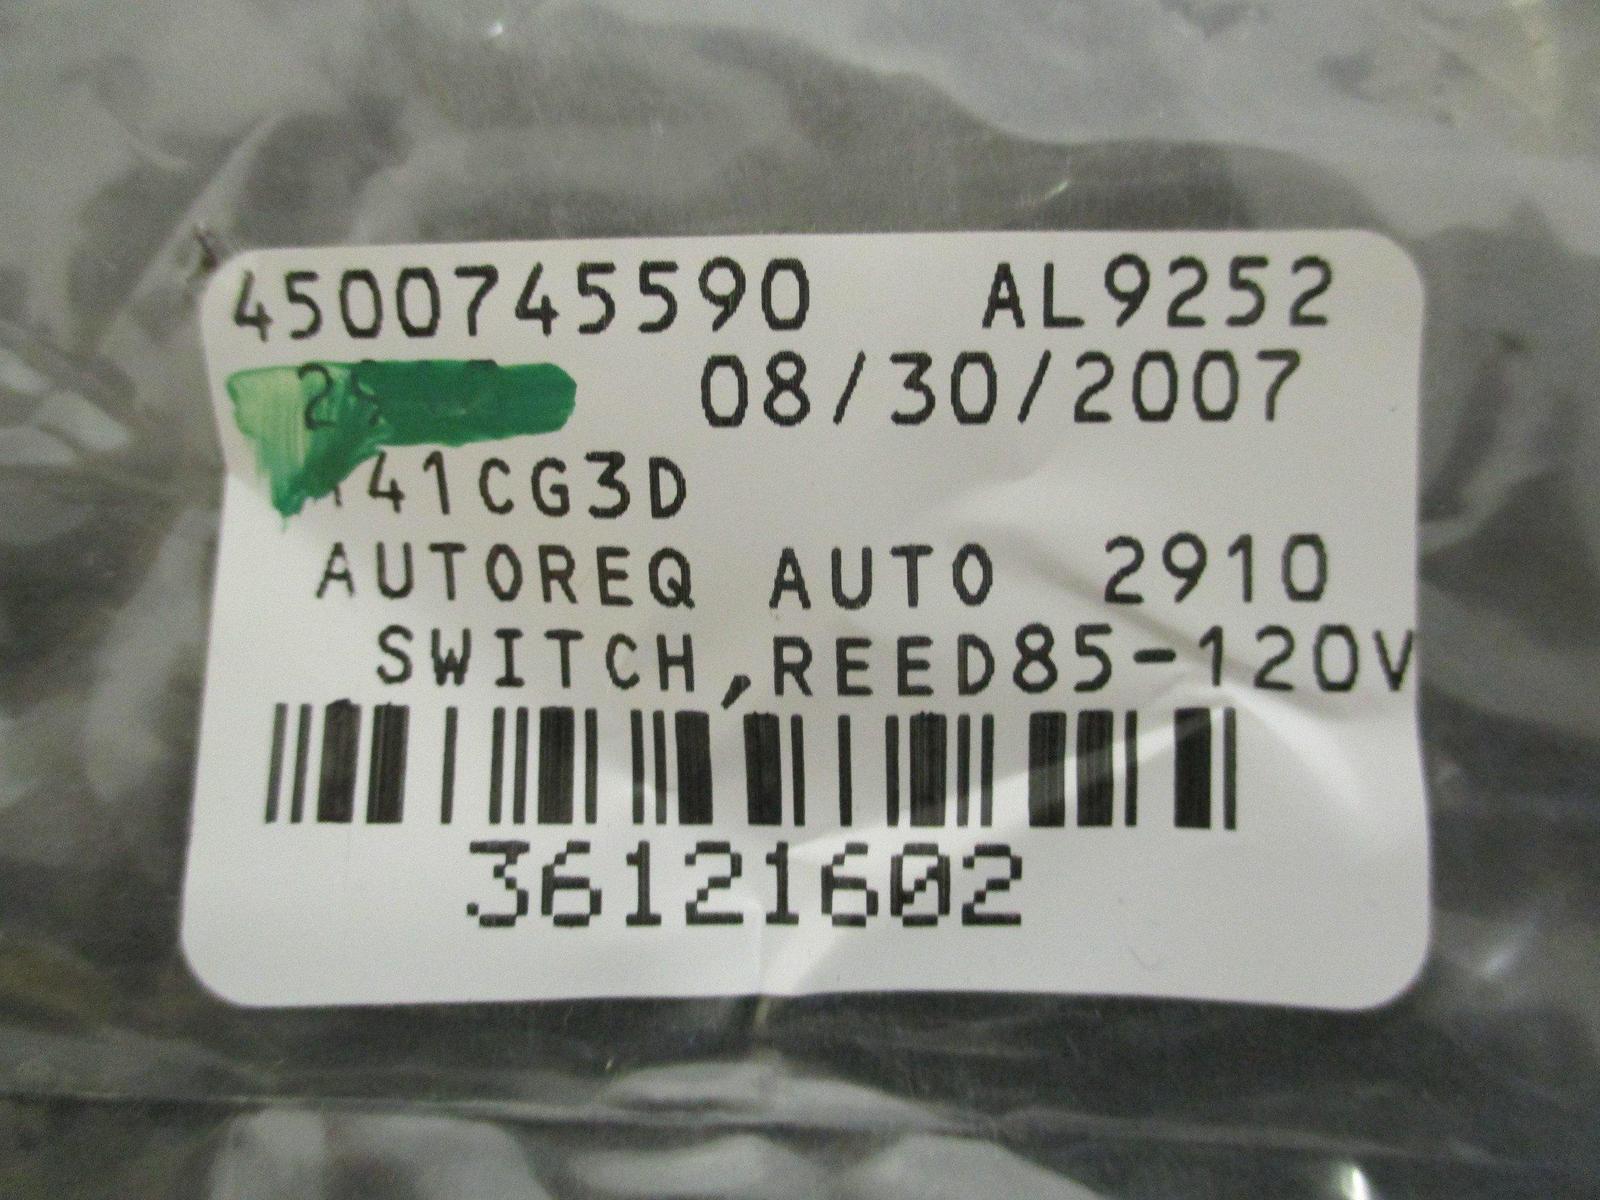 4500745590 AL9252
08/30/2007
41CG3D
AUTOREQ AUTO 2910
SWITCH,REED85-120V
36121602